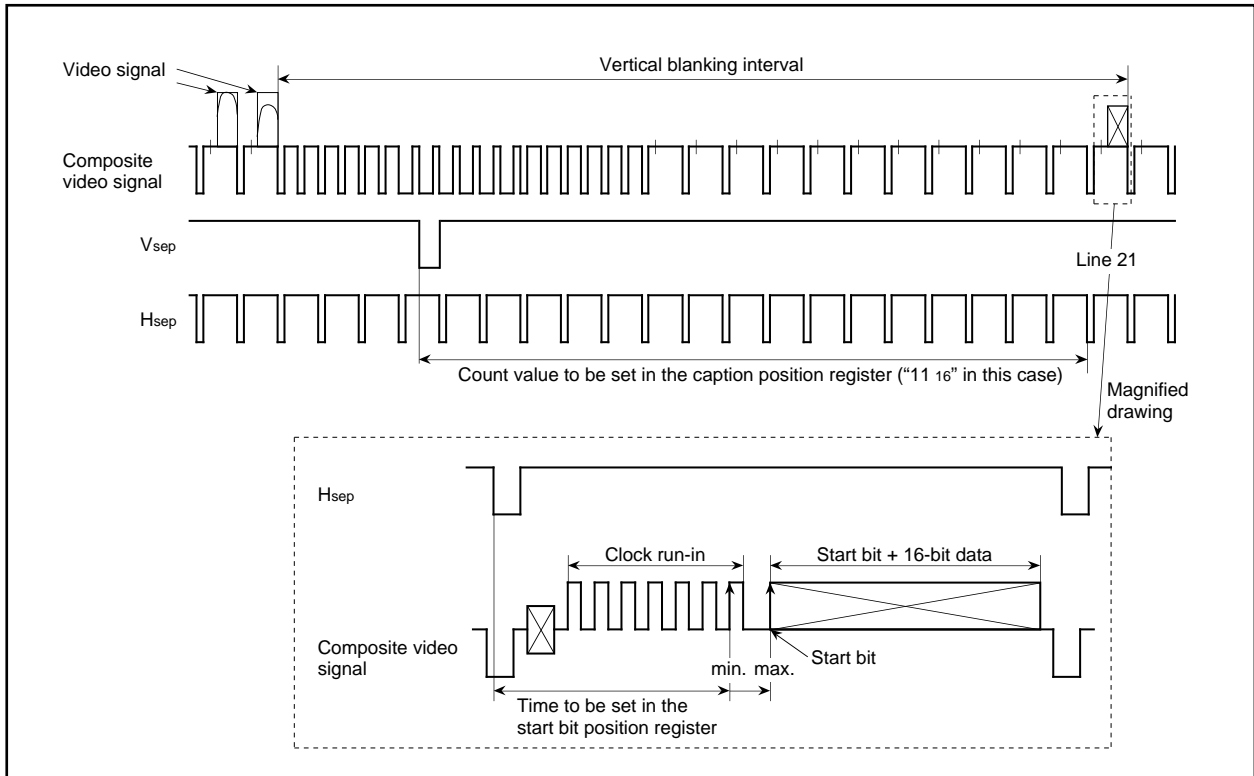 Video signal
Vertical blanking interval
Composite
video signal
Vsep
Line 21
Hsep
Count value to be set in the caption position register (“11 16” in this case)
Magnified
drawing
Hsep
Clock run-in
Start bit + 16-bit data
Composite video
signal
min.
max.
Start bit
Time to be set in the
start bit position register